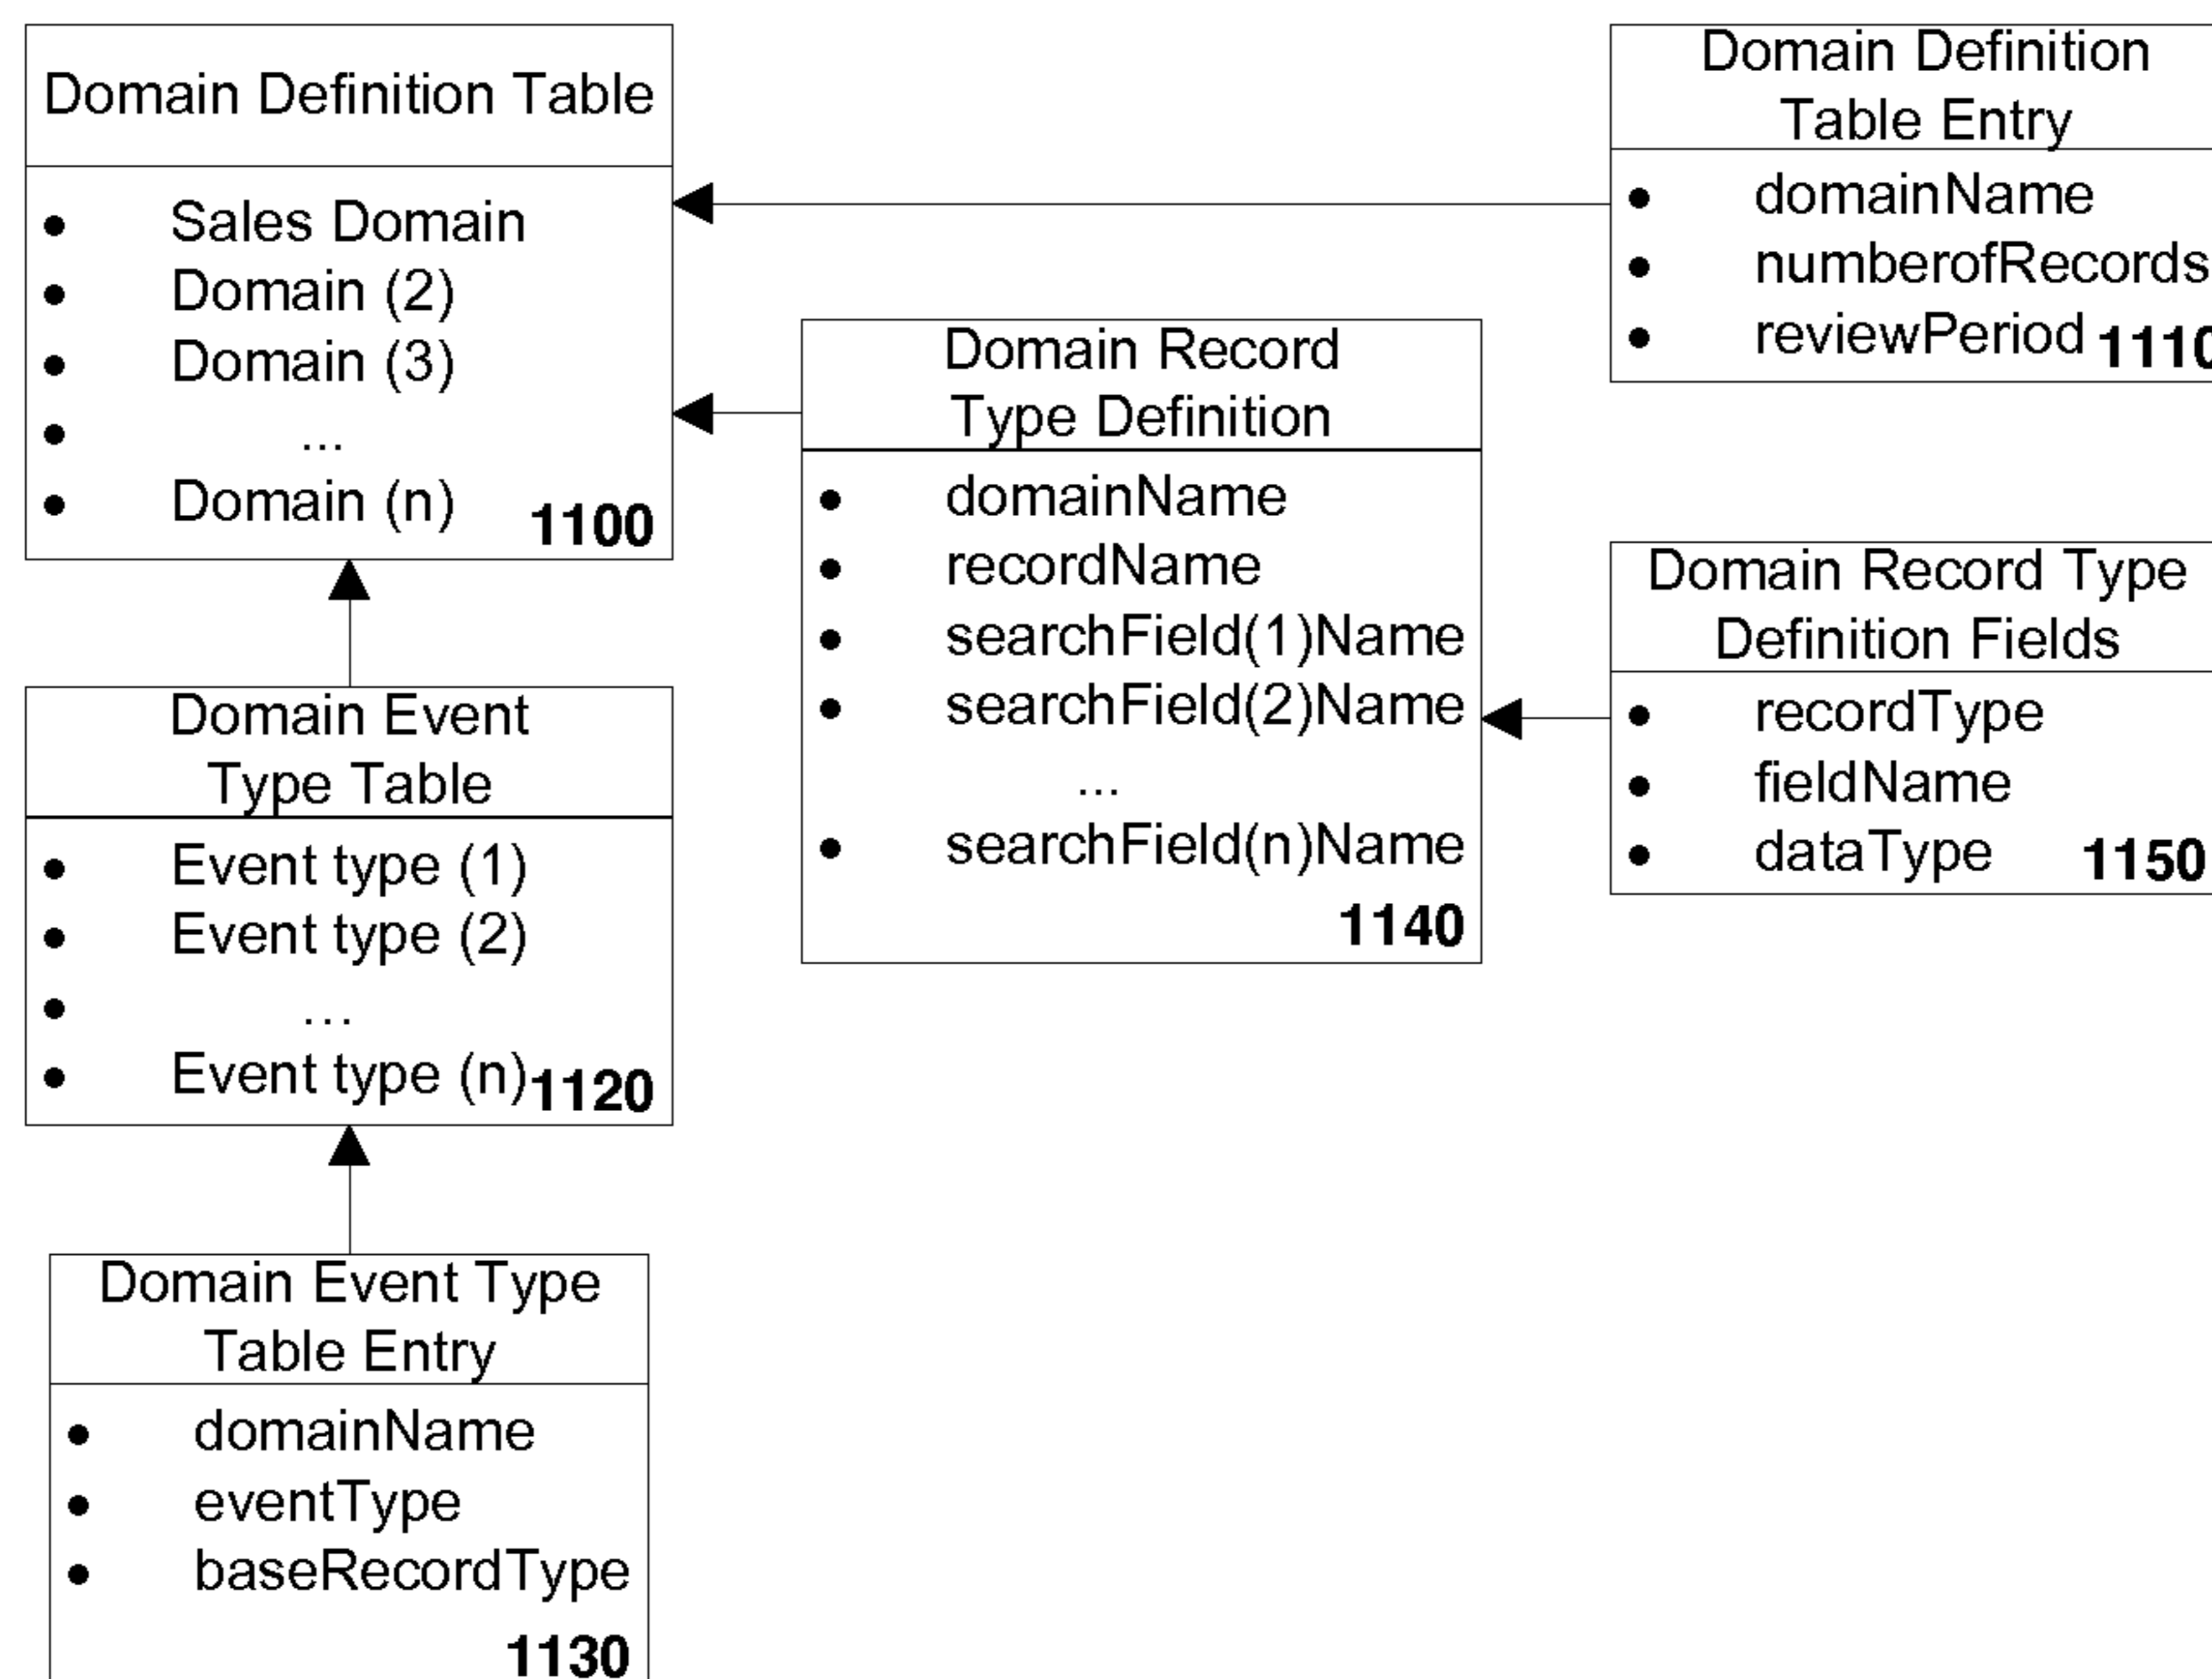 Domain Definition Table
• Sales Domain
• Domain (2)
• Domain (3)
• ...
• Domain (n)
1100
Domain Definition
Table Entry
• domainName
• numberofRecords
• reviewPeriod 1110
Domain Record
Type Definition
• domainName
• recordName
• searchField(1)Name
• searchField(2)Name
...
• searchField(n)Name
1140
Domain Record Type
Definition Fields
• recordType
• fieldName
• dataType 1150
Domain Event
Type Table
• Event type (1)
• Event type (2)
• ...
• Event type (n) 1120
Domain Event Type
Table Entry
• domainName
• eventType
• baseRecordType
1130